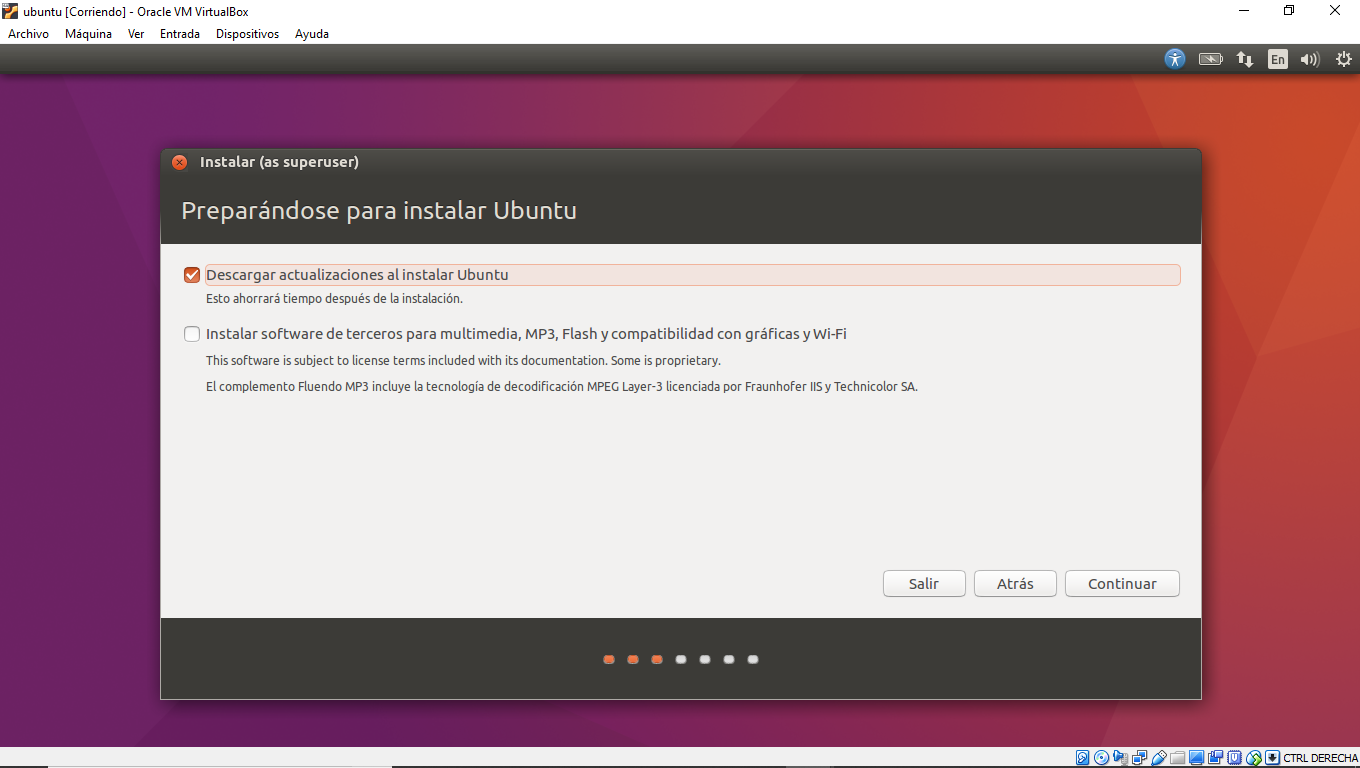 ubuntu [Corriendo] - Oracle VM VirtualBox
Archivo Máquina Ver Entrada Dispositivos Ayuda
En
Instalar (as superuser)
Preparándose para instalar Ubuntu
Descargar actualizaciones al instalar Ubuntu
Esto ahorrará tiempo después de la instalación.
Instalar software de terceros para multimedia, MP3, Flash y compatibilidad con gráficas y Wi-Fi
This software is subject to license terms included with its documentation. Some is proprietary.
El complemento Fluendo MP3 incluye la tecnología de decodificación MPEG Layer-3 licenciada por Fraunhofer IIS y Technicolor SA.
Salir Atrás Continuar
CTRL DERECHA